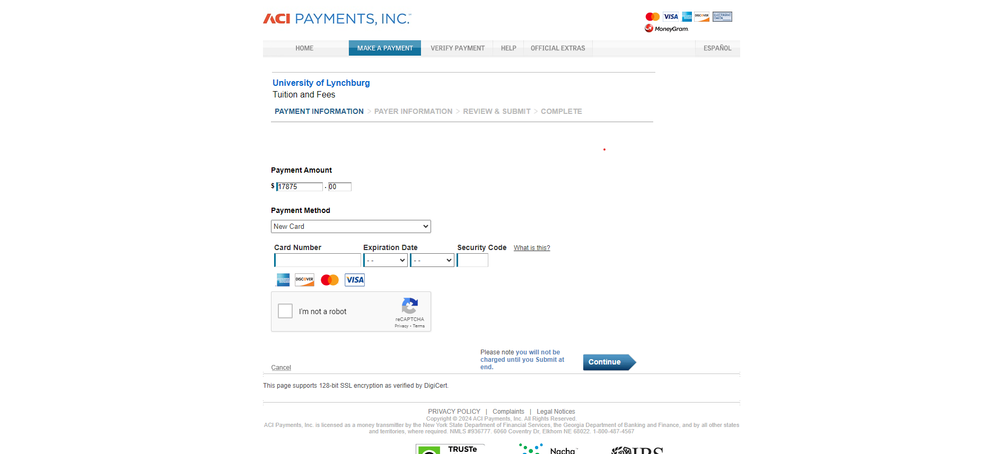 ACI PAYMENTS, INC.
VISA DISCOVER ELECTRONIC CHECK
MoneyGram.
HOME MAKE A PAYMENT VERIFY PAYMENT HELP OFFICIAL EXTRAS ESPAÑOL
University of Lynchburg
Tuition and Fees
PAYMENT INFORMATION > PAYER INFORMATION > REVIEW & SUBMIT > COMPLETE
Payment Amount
$ 17875 . 00
Payment Method
New Card
Card Number Expiration Date Security Code What is this?
- - - -
DISCOVER VISA
I'm not a robot
reCAPTCHA
Privacy - Terms
Please note you will not be
charged until you Submit at
end.
Continue
Cancel
This page supports 128-bit SSL encryption as verified by DigiCert.
PRIVACY POLICY | Complaints | Legal Notices
Copyright © 2024 ACI Payments, Inc. All Rights Reserved.
ACI Payments, Inc. is licensed as a money transmitter by the New York State Department of Financial Services, the Georgia Department of Banking and Finance, and by all other states
and territories, where required. NMLS #936777. 6060 Coventry Dr, Elkhorn NE 68022. 1-800-487-4567
TRUSTe Nacha IRS